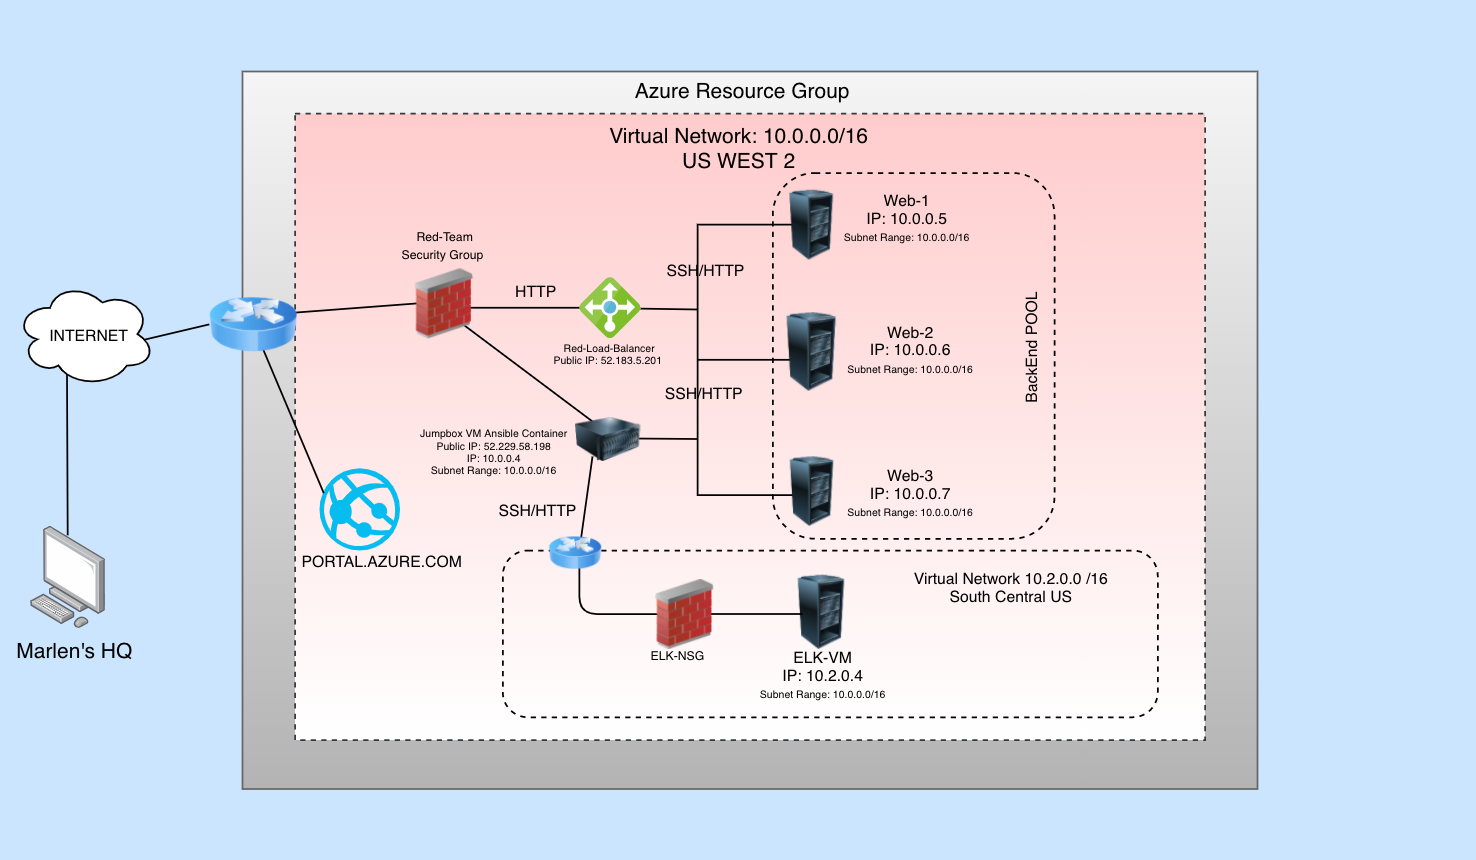 Azure Resource Group
Virtual Network: 10.0.0.0/16
US WEST 2
Red-Team
Security Group
HTTP
Red-Load-Balancer
Public IP: 52.183.5.201
SSH/HTTP
SSH/HTTP
Web-1
IP: 10.0.0.5
Subnet Range: 10.0.0.0/16
Web-2
IP: 10.0.0.6
Subnet Range: 10.0.0.0/16
Web-3
IP: 10.0.0.7
Subnet Range: 10.0.0.0/16
BackEnd POOL
INTERNET
Marlen's HQ
PORTAL.AZURE.COM
Jumpbox VM Ansible Container
Public IP: 52.229.58.198
IP: 10.0.0.4
Subnet Range: 10.0.0.0/16
SSH/HTTP
Virtual Network 10.2.0.0 /16
South Central US
ELK-NSG
ELK-VM
IP: 10.2.0.4
Subnet Range: 10.0.0.0/16